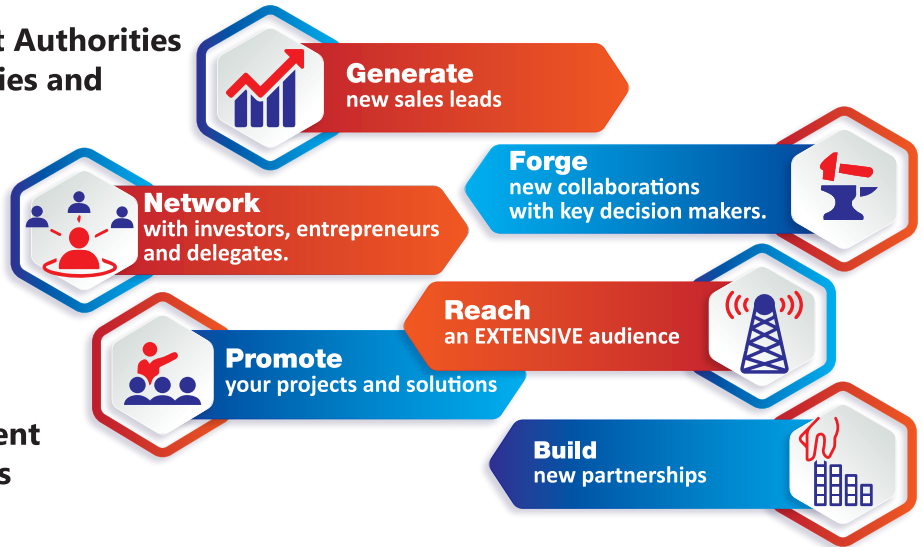 t Authorities
ies and
Generate
new sales leads
Forge
new collaborations
with key decision makers.
Network
with investors, entrepreneurs
and delegates.
Reach
an EXTENSIVE audience
Promote
your projects and solutions
ent
s
Build
new partnerships